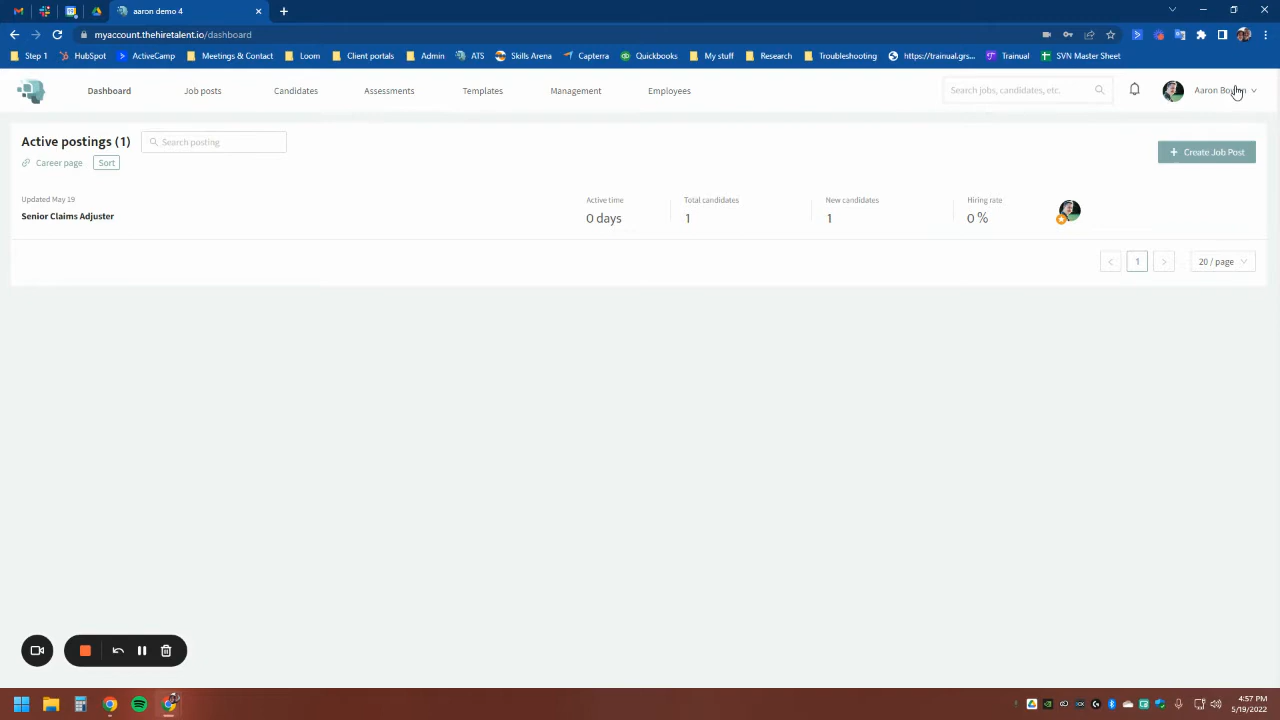 aaron demo 4
myaccount.thehiretalent.io/dashboard
Step 1 HubSpot ActiveCamp Meetings & Contact Loom Client portals Admin ATS Skills Arena Capterra Quickbooks My stuff Research Troubleshooting https://trainual.grs... Trainual SVN Master Sheet
Dashboard Job posts Candidates Assessments Templates Management Employees Search jobs, candidates, etc. Aaron
Active postings (1) Search posting
Career page Sort
+ Create Job Post
Updated May 19 Active time Total candidates New candidates Hiring rate
Senior Claims Adjuster 0 days 1 1 0 %
< 1 > 20 / page
4:57 PM
5/19/2022